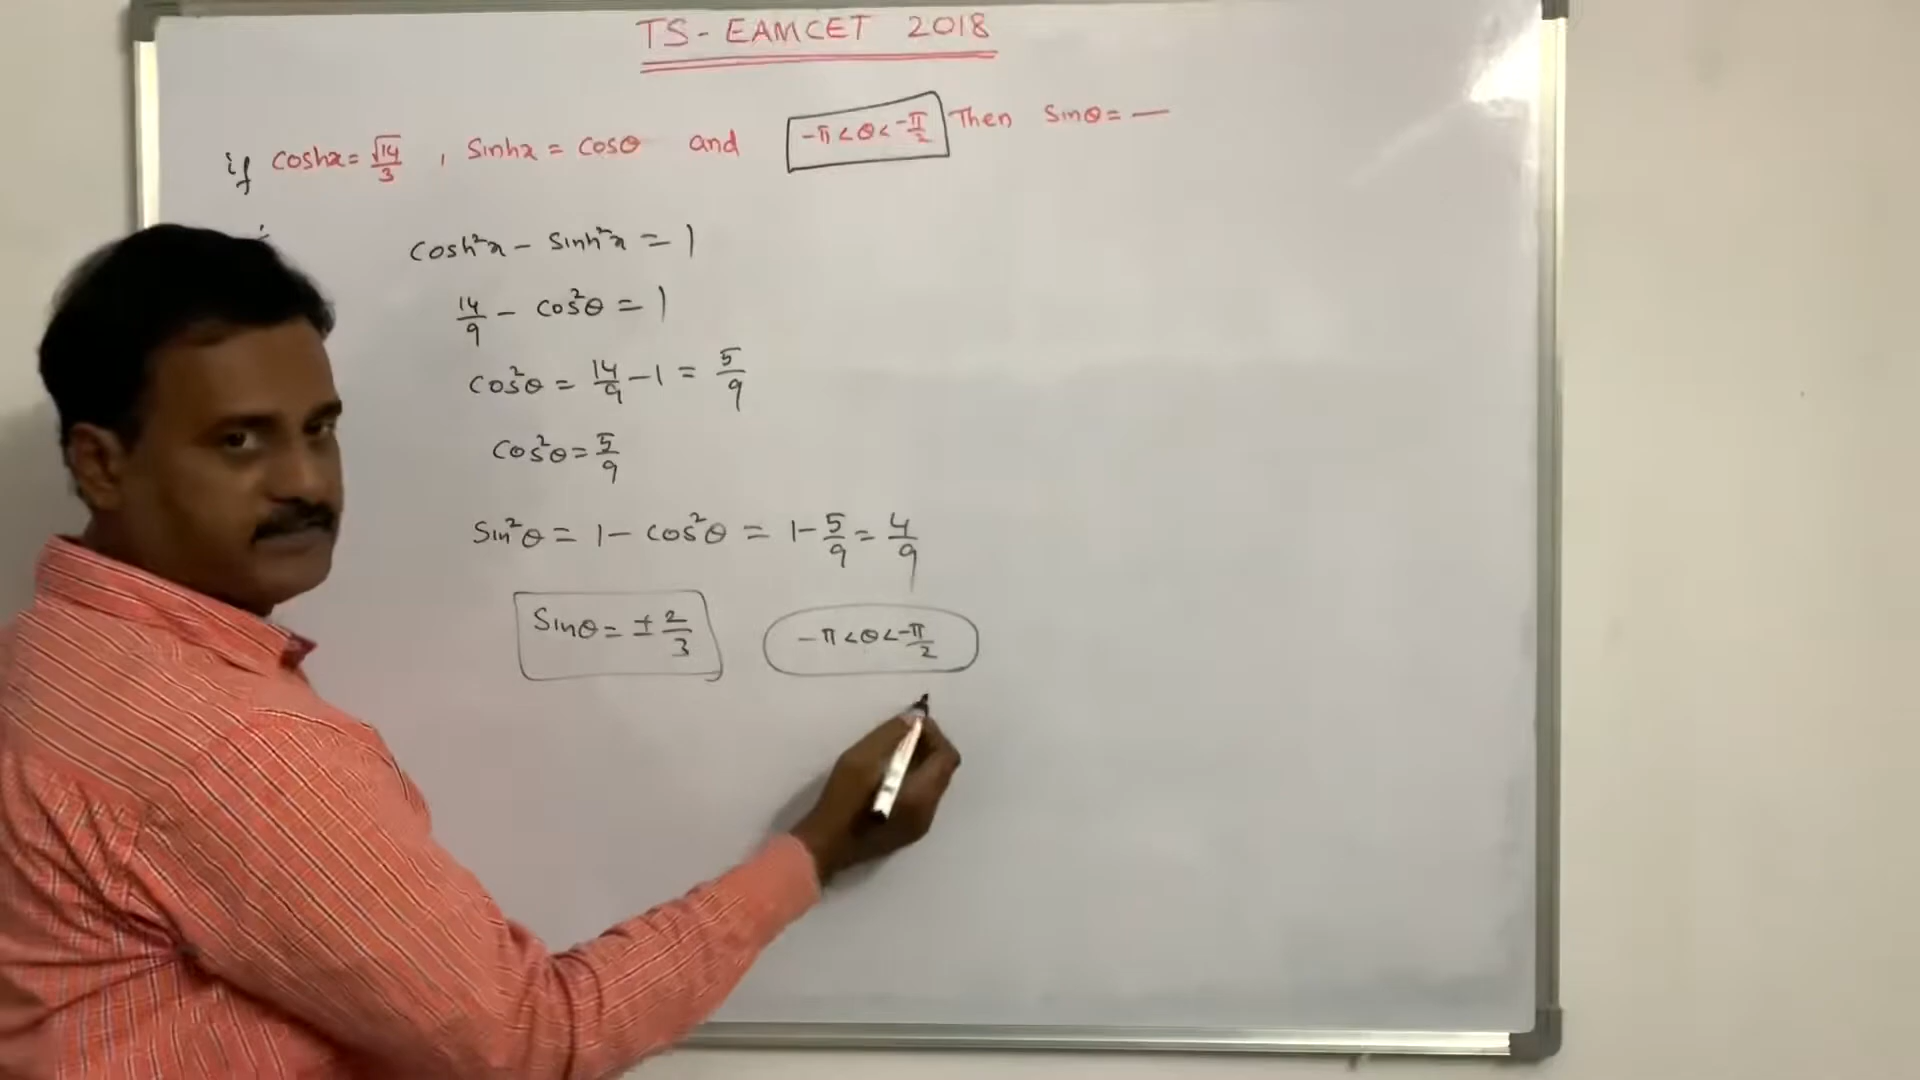 TS - EAMCET 2018
if coshx = √14/3 , Sinhx = Cosθ and -π < θ < -π/2 Then Sinθ = —
Cosh²x - Sinh²x = 1
14/9 - Cos²θ = 1
Cos²θ = 14/9 - 1 = 5/9
Cos²θ = 5/9
Sin²θ = 1 - Cos²θ = 1 - 5/9 = 4/9
Sinθ = ± 2/3 -π < θ < -π/2